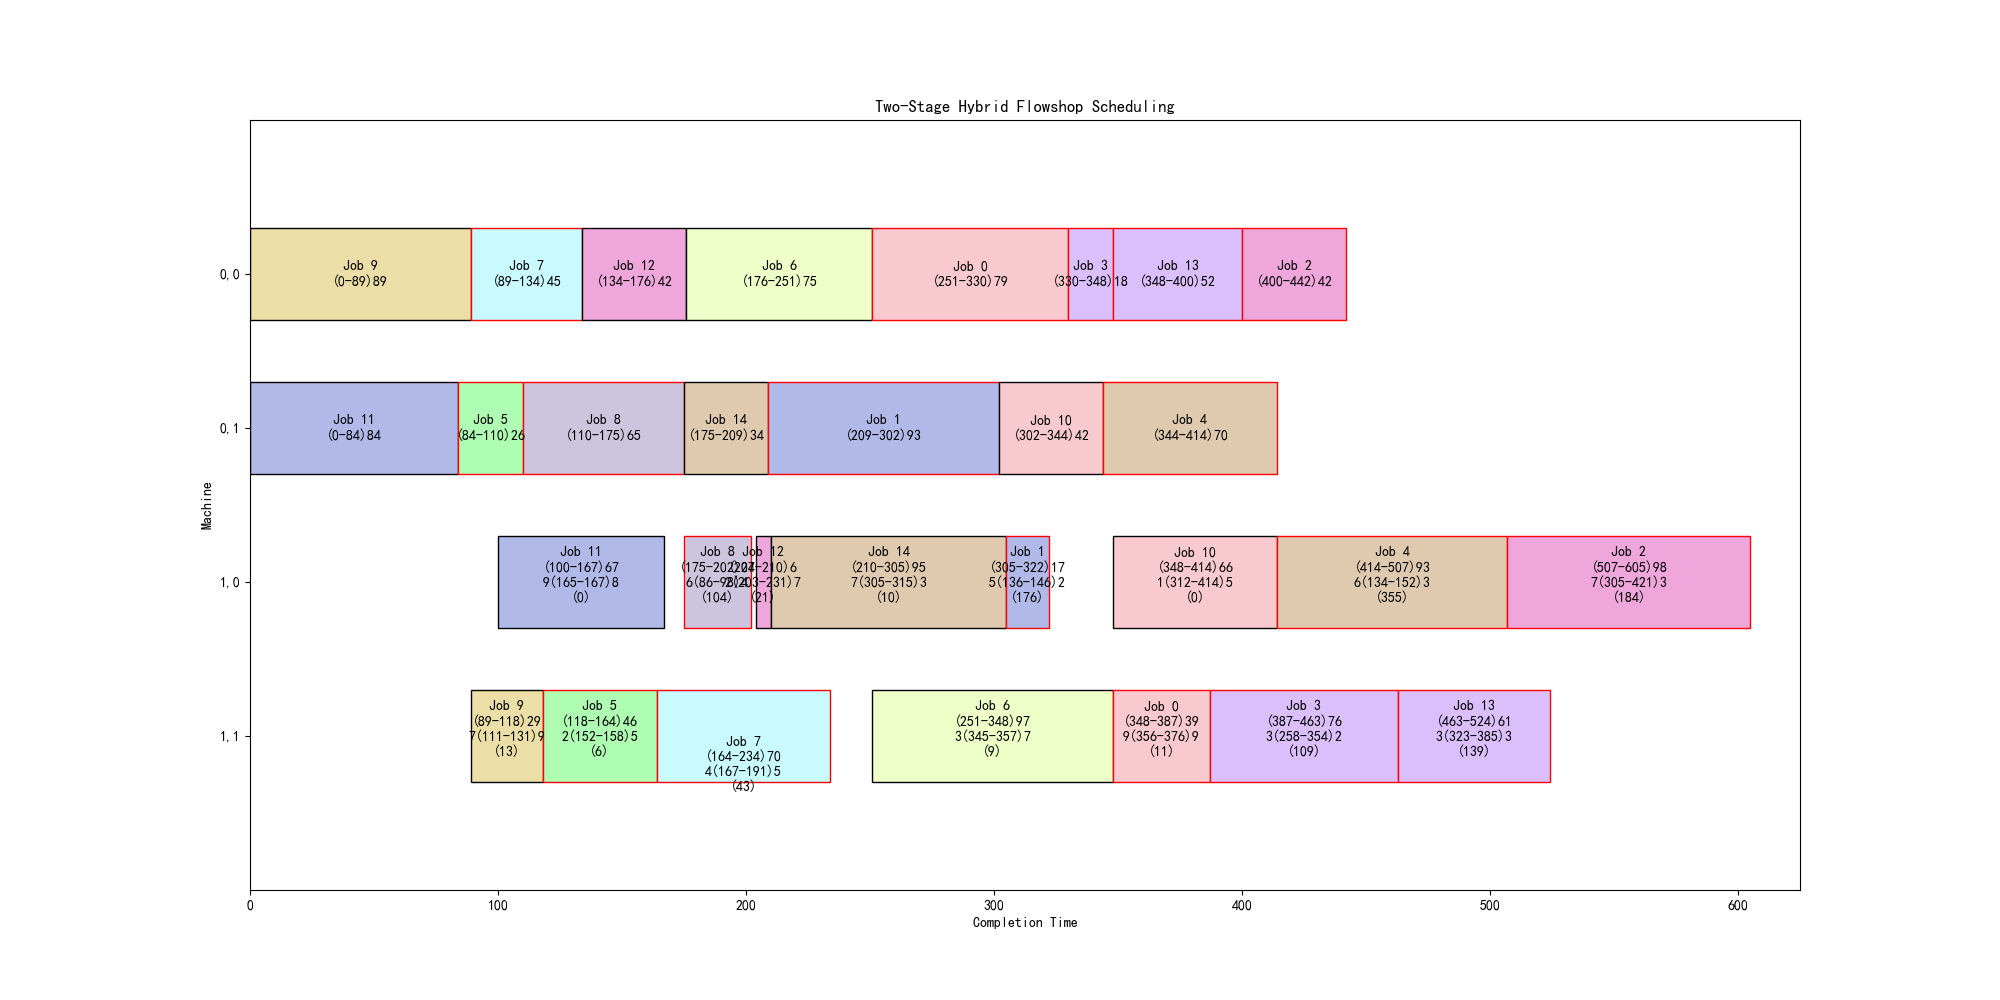 Two-Stage Hybrid Flowshop Scheduling
Machine
0,0
Job 9
(0-89)89
Job 7
(89-134)45
Job 12
(134-176)42
Job 6
(176-251)75
Job 0
(251-330)79
Job 3
(330-348)18
Job 13
(348-400)52
Job 2
(400-442)42
0,1
Job 11
(0-84)84
Job 5
(84-110)26
Job 8
(110-175)65
Job 14
(175-209)34
Job 1
(209-302)93
Job 10
(302-344)42
Job 4
(344-414)70
1,0
Job 11
(100-167)67
9(165-167)8
(0)
Job 8
(104)
Job 12
(21)
Job 14
(210-305)95
7(305-315)3
(10)
Job 1
(305-322)17
5(136-146)2
(176)
Job 10
(348-414)66
1(312-414)5
(0)
Job 4
(414-507)93
6(134-152)3
(355)
Job 2
(507-605)98
7(305-421)3
(184)
1,1
Job 9
(89-118)29
7(111-131)9
(13)
Job 5
(118-164)46
2(152-158)5
(6)
Job 7
(164-234)70
4(167-191)5
(43)
Job 6
(251-348)97
3(345-357)7
(9)
Job 0
(348-387)39
9(356-376)9
(11)
Job 3
(387-463)76
3(258-354)2
(109)
Job 13
(463-524)61
3(323-385)3
(139)
0
100
200
300
400
500
600
Completion Time